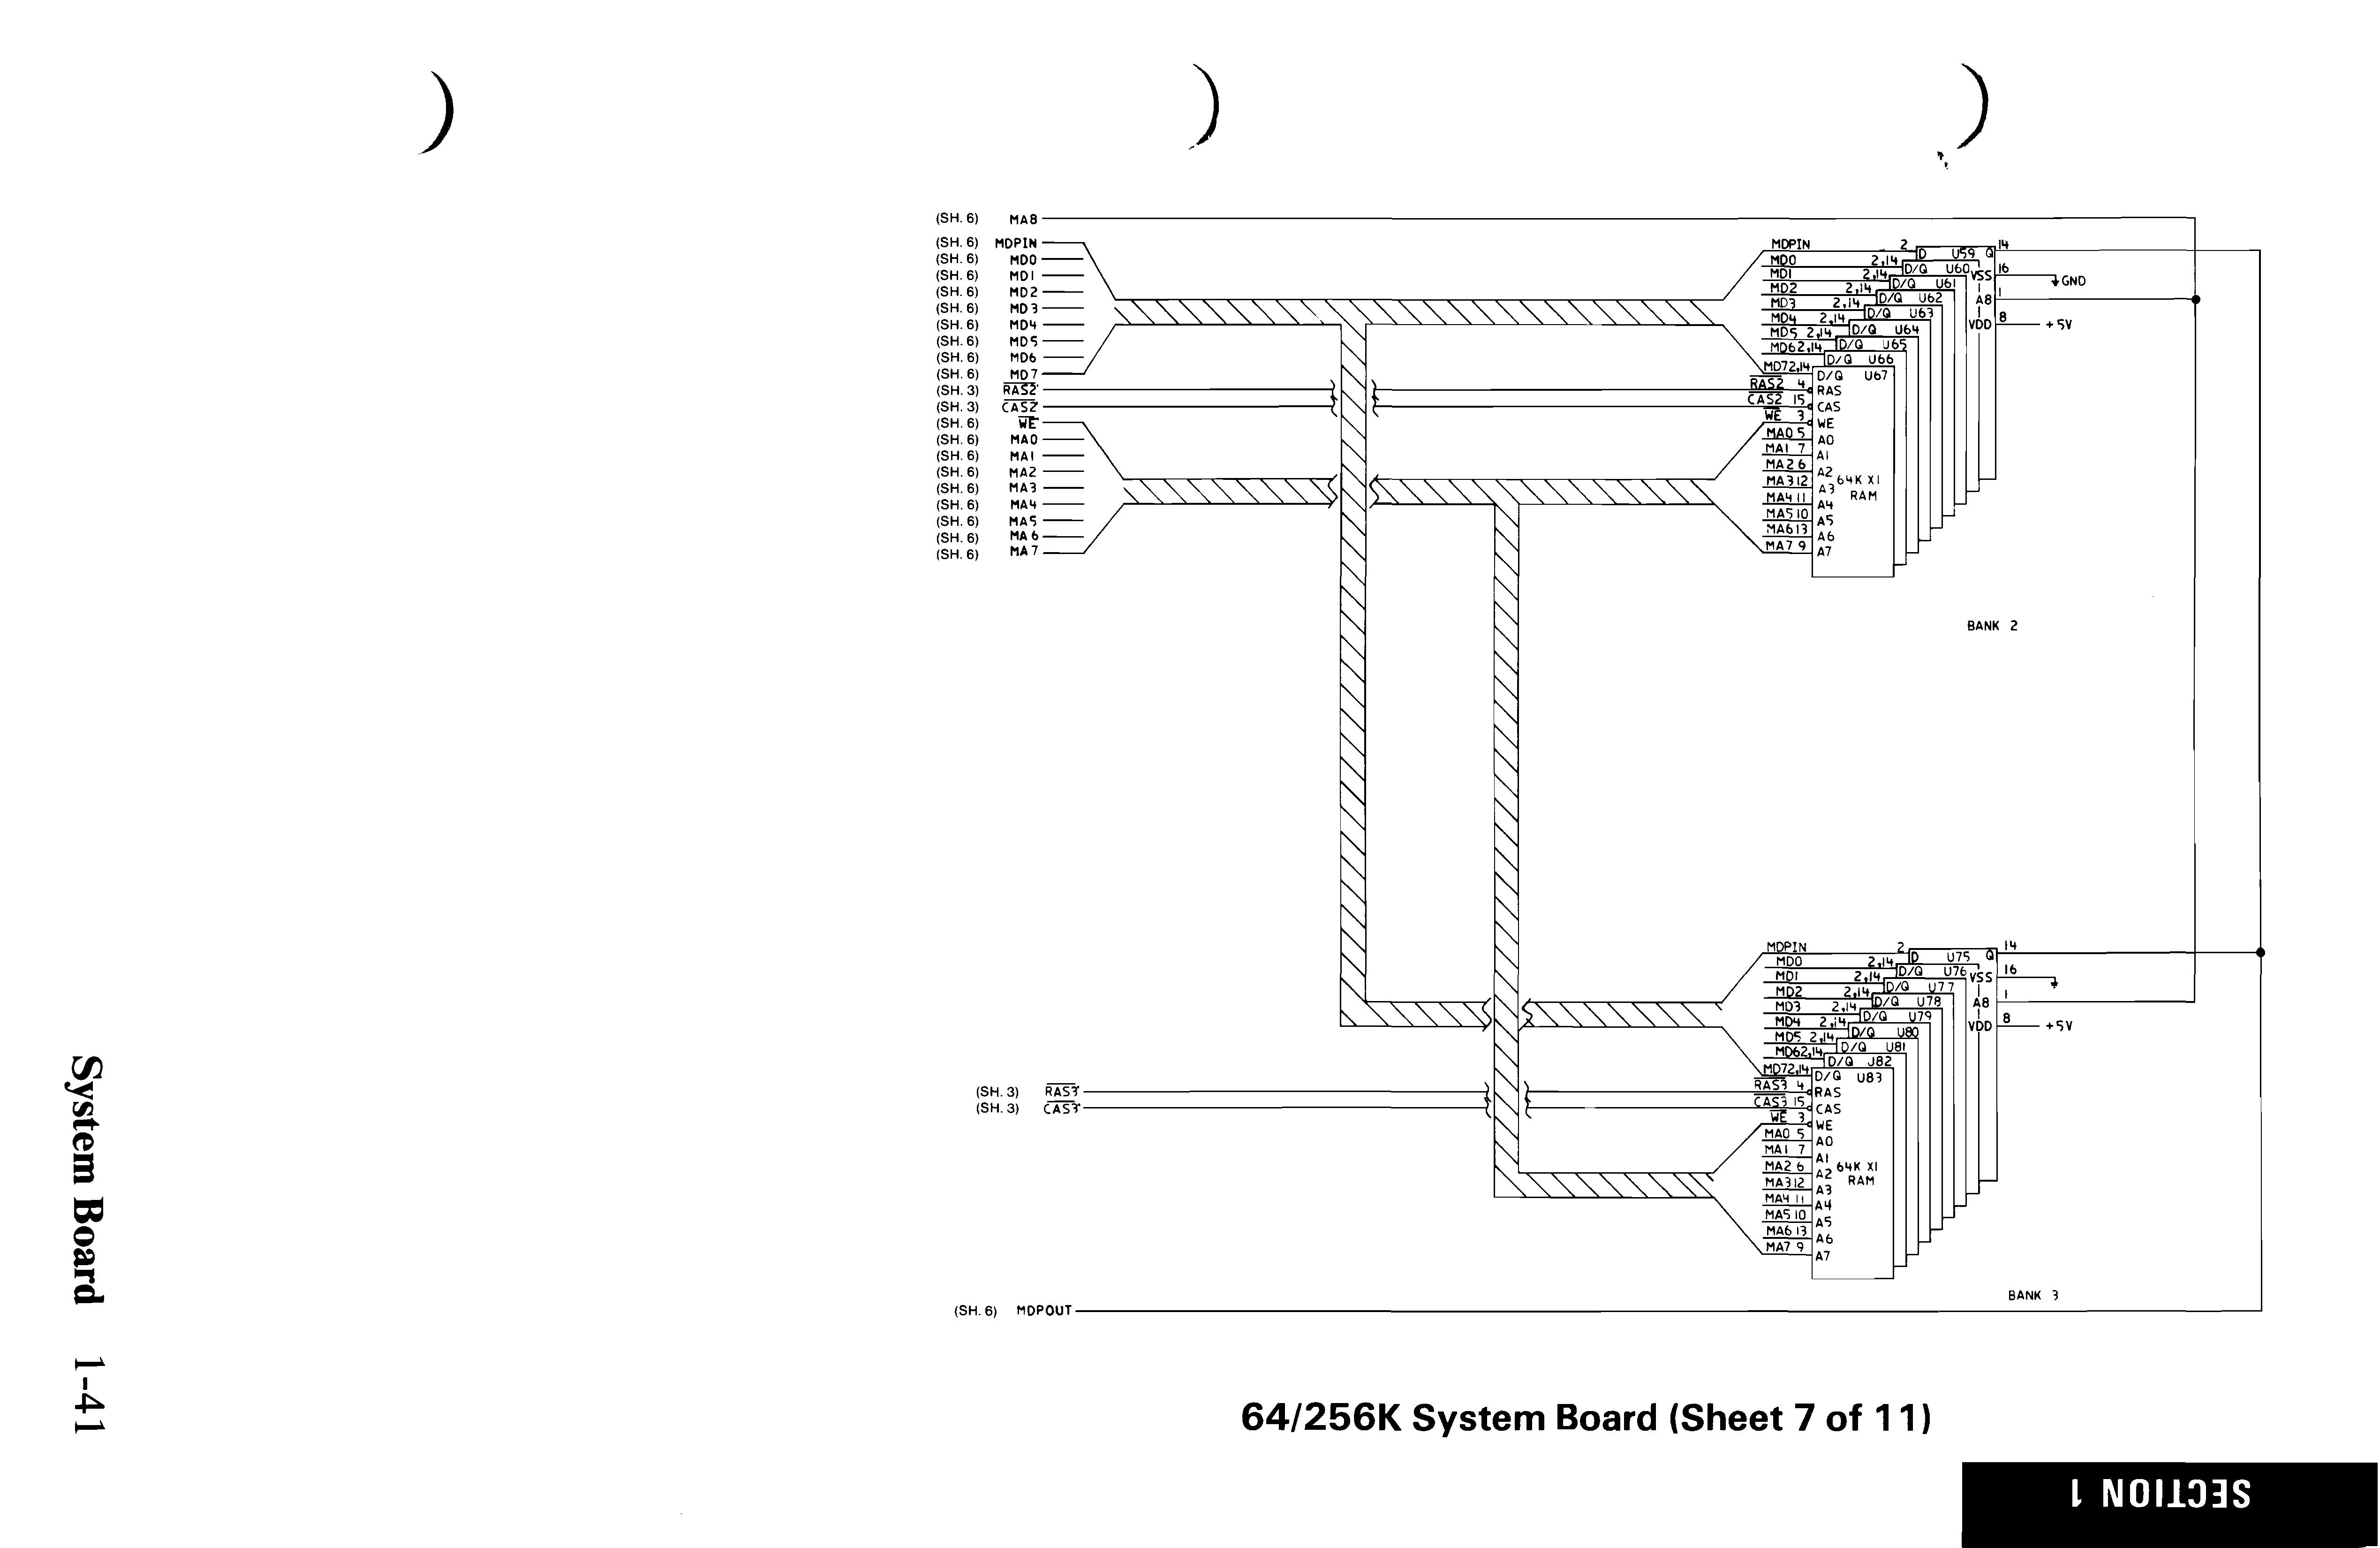 (SH. 6) MA8
(SH. 6) MDPIN
(SH. 6) MD0
(SH. 6) MD1
(SH. 6) MD2
(SH. 6) MD3
(SH. 6) MD4
(SH. 6) MD5
(SH. 6) MD6
(SH. 6) MD7
(SH. 3) RAS2
(SH. 3) CAS2
(SH. 6) WE
(SH. 6) MA0
(SH. 6) MA1
(SH. 6) MA2
(SH. 6) MA3
(SH. 6) MA4
(SH. 6) MA5
(SH. 6) MA6
(SH. 6) MA7
MDPIN 2 D U59 Q 14
MD0 2,14 D/Q U60 VSS 16 GND
MD1 2,14 D/Q U61 A8 1
MD2 2,14 D/Q U62
MD3 2,14 D/Q U63 VDD 8 +5V
MD4 2,14 D/Q U64
MD5 2,14 D/Q U65
MD6 2,14 D/Q U66
MD7 2,14 D/Q U67
RAS2 4 RAS
CAS2 15 CAS
WE 3 WE
MA0 5 A0
MA1 7 A1
MA2 6 A2
MA3 12 A3 64K X1
MA4 11 A4 RAM
MA5 10 A5
MA6 13 A6
MA7 9 A7
BANK 2
MDPIN 2 D U75 Q 14
MD0 2,14 D/Q U76 VSS 16
MD1 2,14 D/Q U77 A8 1
MD2 2,14 D/Q U78
MD3 2,14 D/Q U79 VDD 8 +5V
MD4 2,14 D/Q U80
MD5 2,14 D/Q U81
MD6 2,14 D/Q J82
MD7 2,14 D/Q U83
(SH. 3) RAS3 RAS3 4 RAS
(SH. 3) CAS3 CAS3 15 CAS
WE 3 WE
MA0 5 A0
MA1 7 A1
MA2 6 A2 64K X1
MA3 12 A3 RAM
MA4 11 A4
MA5 10 A5
MA6 13 A6
MA7 9 A7
BANK 3
(SH. 6) MDPOUT
64/256K System Board (Sheet 7 of 11)
SECTION 1
System Board 1-41